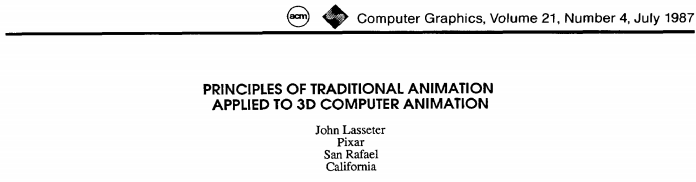 acm Computer Graphics, Volume 21, Number 4, July 1987
PRINCIPLES OF TRADITIONAL ANIMATION
APPLIED TO 3D COMPUTER ANIMATION
John Lasseter
Pixar
San Rafael
California